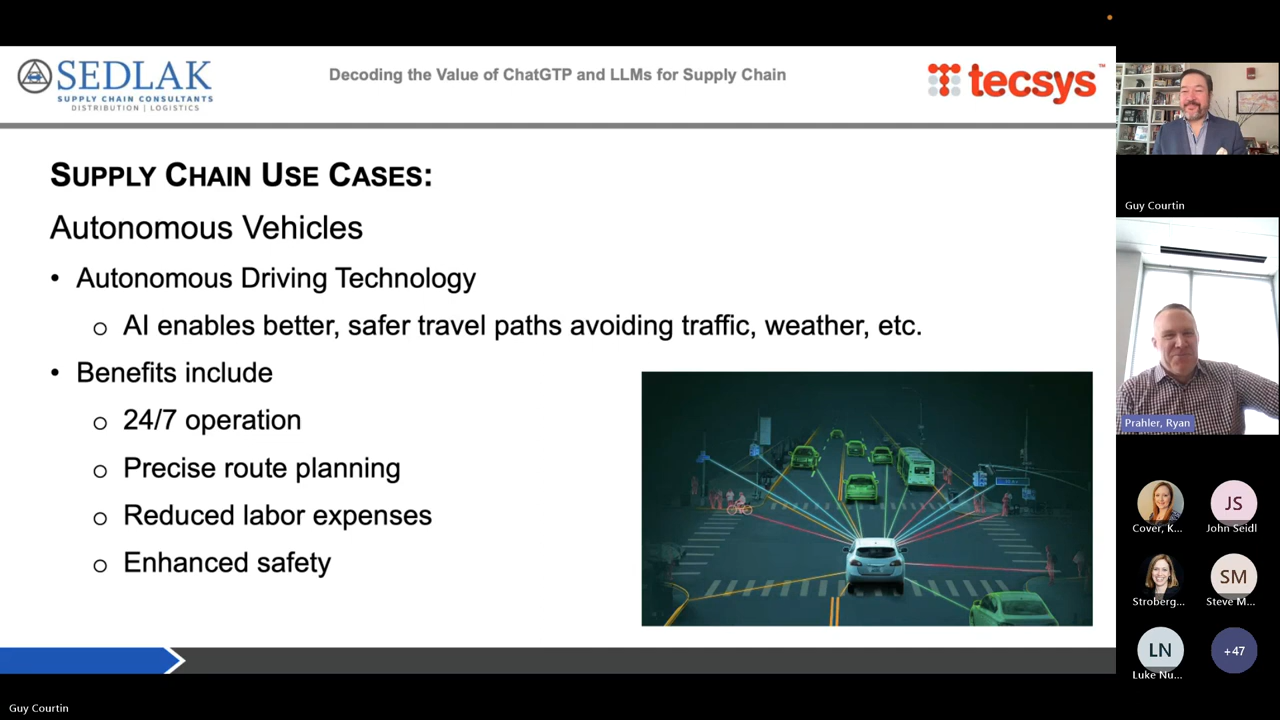 SEDLAK
SUPPLY CHAIN CONSULTANTS
DISTRIBUTION | LOGISTICS
Decoding the Value of ChatGTP and LLMs for Supply Chain
tecsys™
SUPPLY CHAIN USE CASES:
Autonomous Vehicles
• Autonomous Driving Technology
o AI enables better, safer travel paths avoiding traffic, weather, etc.
• Benefits include
o 24/7 operation
o Precise route planning
o Reduced labor expenses
o Enhanced safety
Guy Courtin
Prahler, Ryan
Cover, K...
JS
John Seidl
Stroberg...
SM
Steve M...
LN
Luke Nu...
+47
Guy Courtin